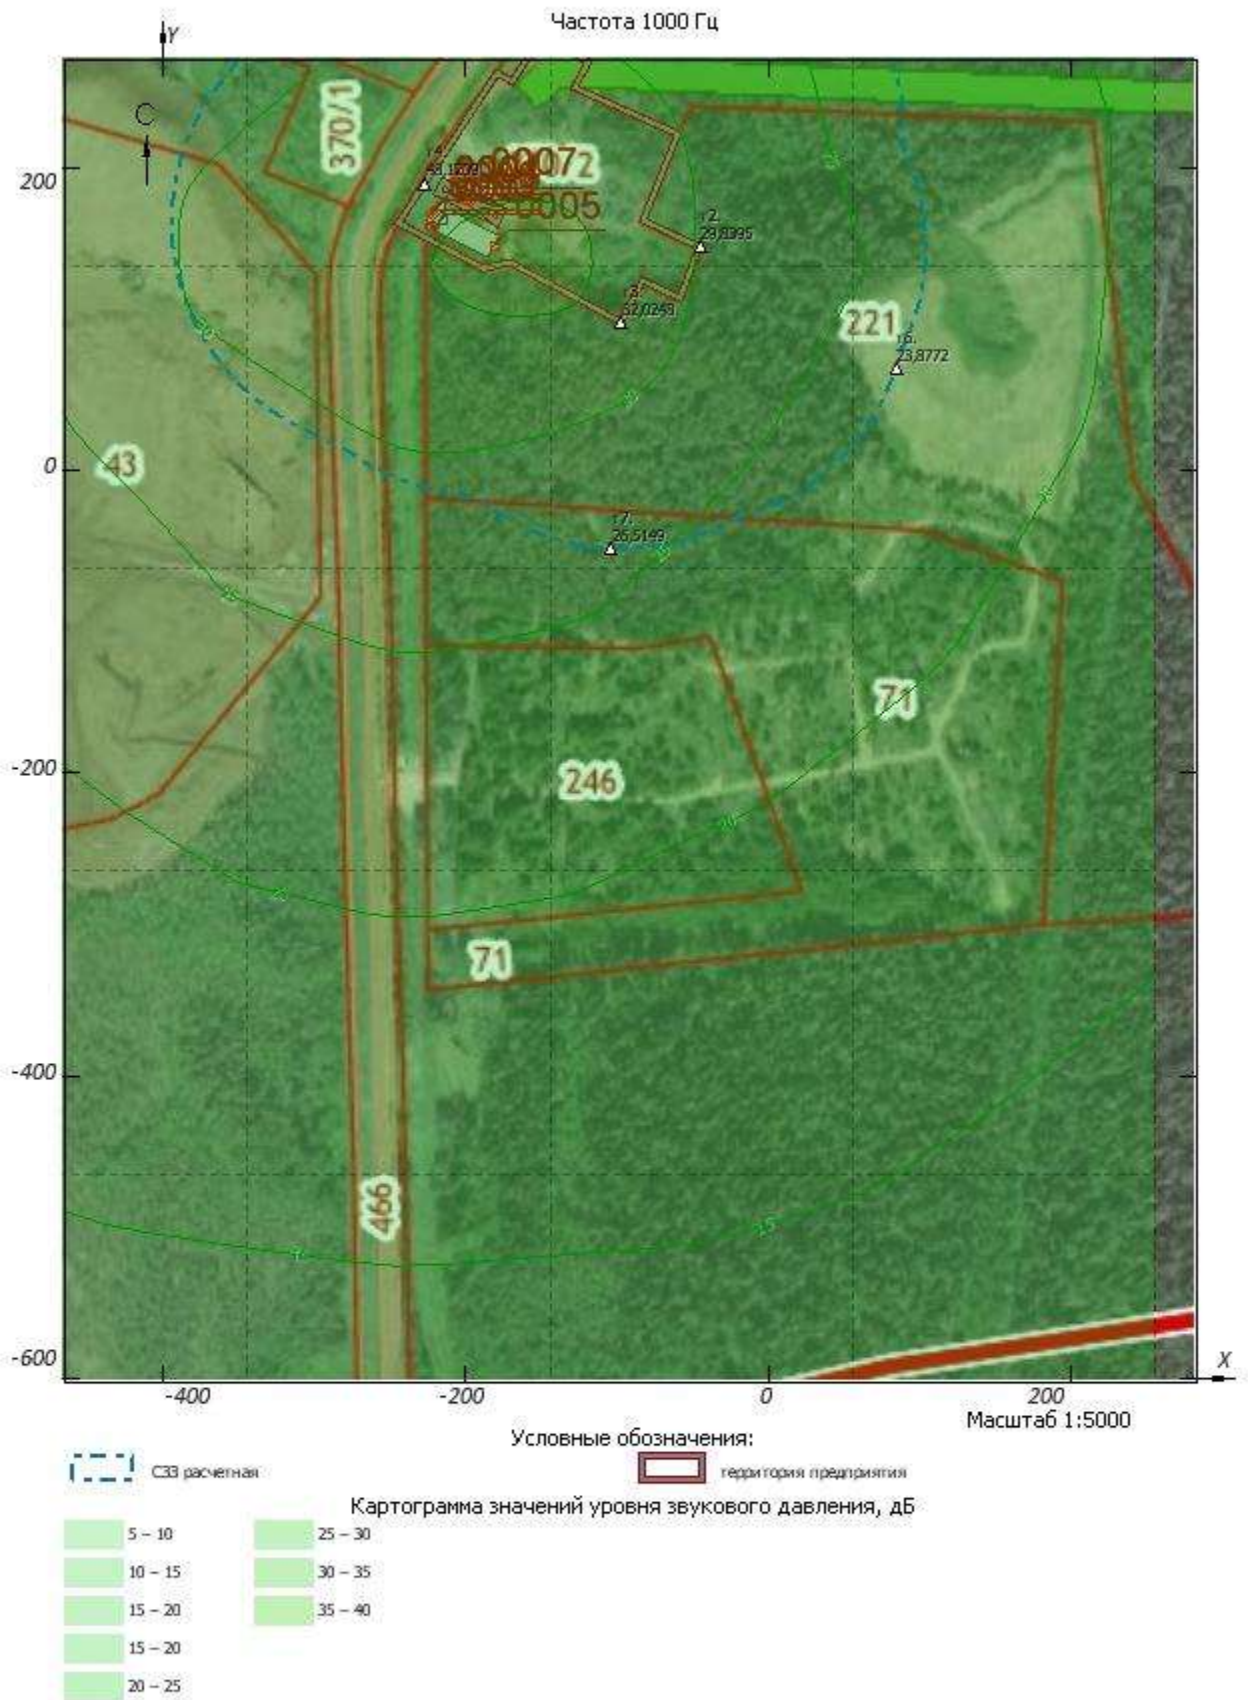 Частота 1000 Гц
Y
С
200
0
-200
-400
-600
370/1
0005
т2.
29,8395
т3.
32,0249
221
т6.
23,8772
43
т7.
26,5149
71
246
71
466
15
-400
-200
0
200
X
Масштаб 1:5000
Условные обозначения:
СЗЗ расчетная
территория предприятия
Картограмма значений уровня звукового давления, дБ
5 – 10
25 – 30
10 – 15
30 – 35
15 – 20
35 – 40
15 – 20
20 – 25